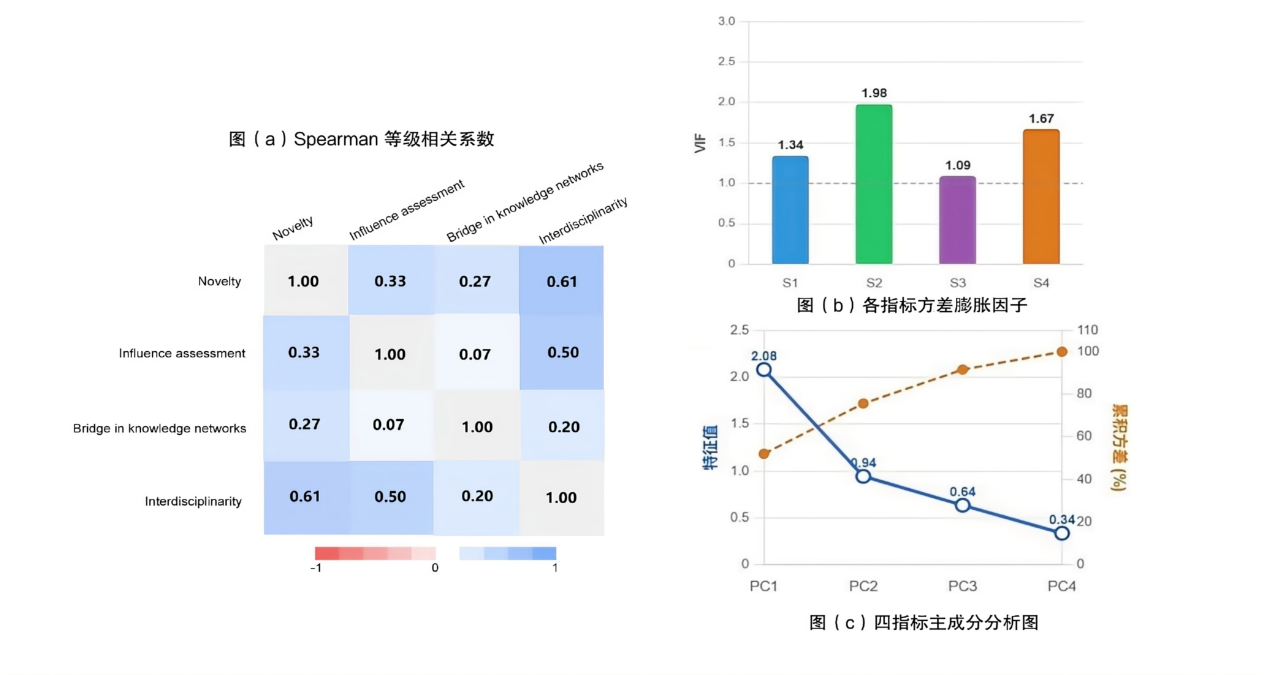 图（a）Spearman 等级相关系数
Novelty
Influence assessment
Bridge in knowledge networks
Interdisciplinarity
Novelty 1.00 0.33 0.27 0.61
Influence assessment 0.33 1.00 0.07 0.50
Bridge in knowledge networks 0.27 0.07 1.00 0.20
Interdisciplinarity 0.61 0.50 0.20 1.00
-1 0 1
VIF
3.0
2.5
2.0
1.5
1.0
0.5
0
1.34 1.98 1.09 1.67
S1 S2 S3 S4
图（b）各指标方差膨胀因子
特征值
2.5
2.0
1.5
1.0
0.5
0
2.08 0.94 0.64 0.34
110
100
80
60
40
20
0
累积方差 (%)
PC1 PC2 PC3 PC4
图（c）四指标主成分分析图